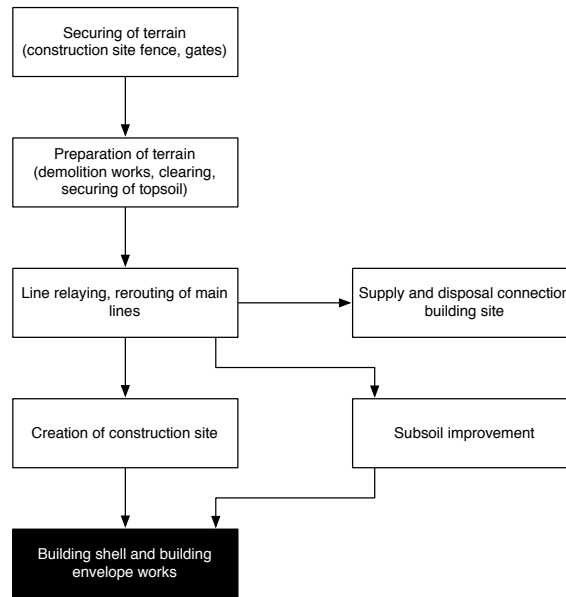 Securing of terrain
(construction site fence, gates)
Preparation of terrain
(demolition works, clearing,
securing of topsoil)
Line relaying, rerouting of main
lines
Supply and disposal connection
building site
Creation of construction site
Subsoil improvement
Building shell and building
envelope works